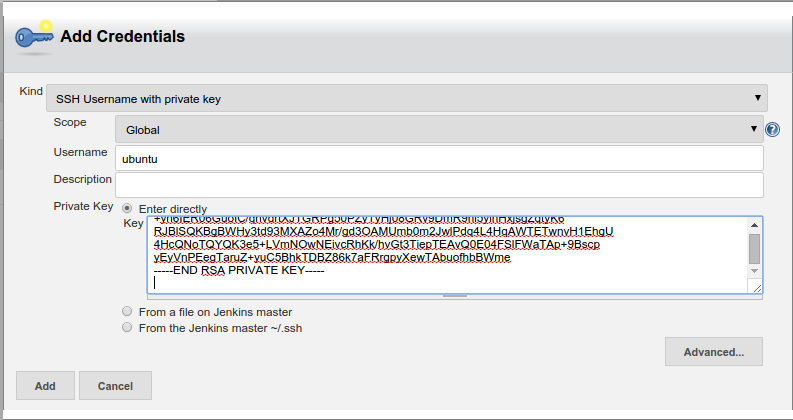 Add Credentials
Kind
SSH Username with private key
Scope
Global
Username
ubuntu
Description
Private Key
Enter directly
Key
-----END RSA PRIVATE KEY-----
From a file on Jenkins master
From the Jenkins master ~/.ssh
Advanced...
Add
Cancel